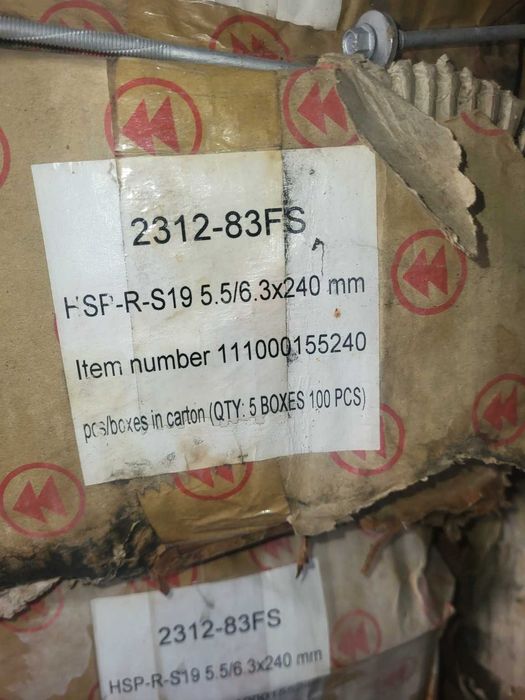 2312-83FS
HSP-R-S19 5.5/6.3x240 mm
Item number 111000155240
pcs/boxes in carton (QTY: 5 BOXES 100 PCS)
2312-83FS
HSP-R-S19 5.5/6.3x240 mm